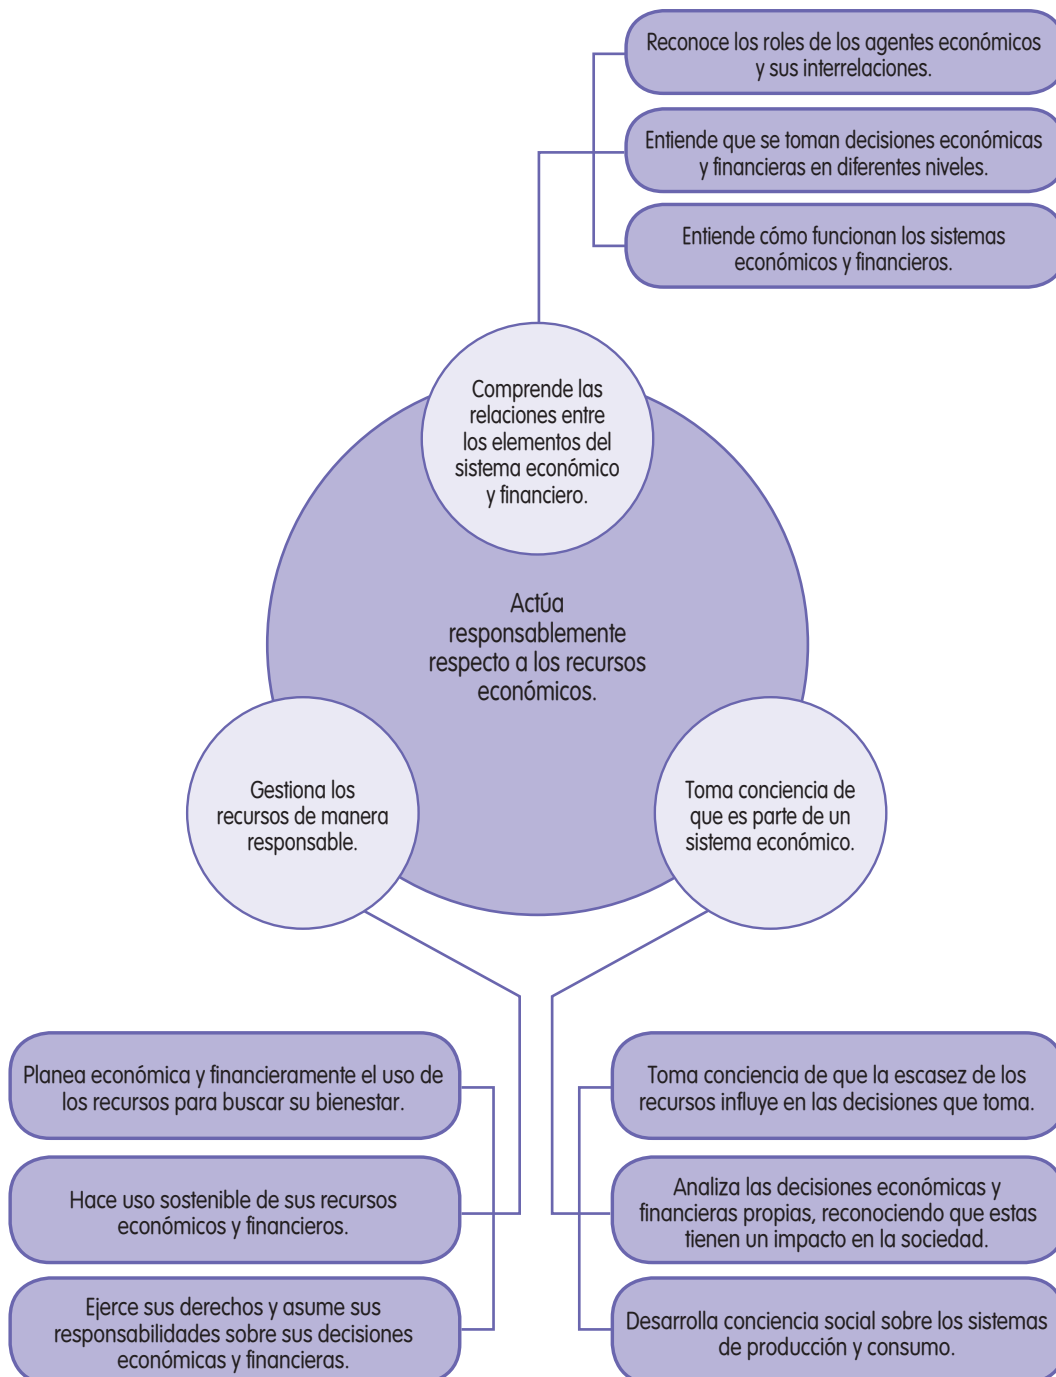 Reconoce los roles de los agentes económicos
y sus interrelaciones.
Entiende que se toman decisiones económicas
y financieras en diferentes niveles.
Entiende cómo funcionan los sistemas
económicos y financieros.
Comprende las
relaciones entre
los elementos del
sistema económico
y financiero.
Actúa
responsablemente
respecto a los recursos
económicos.
Gestiona los
recursos de manera
responsable.
Toma conciencia de
que es parte de un
sistema económico.
Planea económica y financieramente el uso de
los recursos para buscar su bienestar.
Hace uso sostenible de sus recursos
económicos y financieros.
Ejerce sus derechos y asume sus
responsabilidades sobre sus decisiones
económicas y financieras.
Toma conciencia de que la escasez de los
recursos influye en las decisiones que toma.
Analiza las decisiones económicas y
financieras propias, reconociendo que estas
tienen un impacto en la sociedad.
Desarrolla conciencia social sobre los sistemas
de producción y consumo.